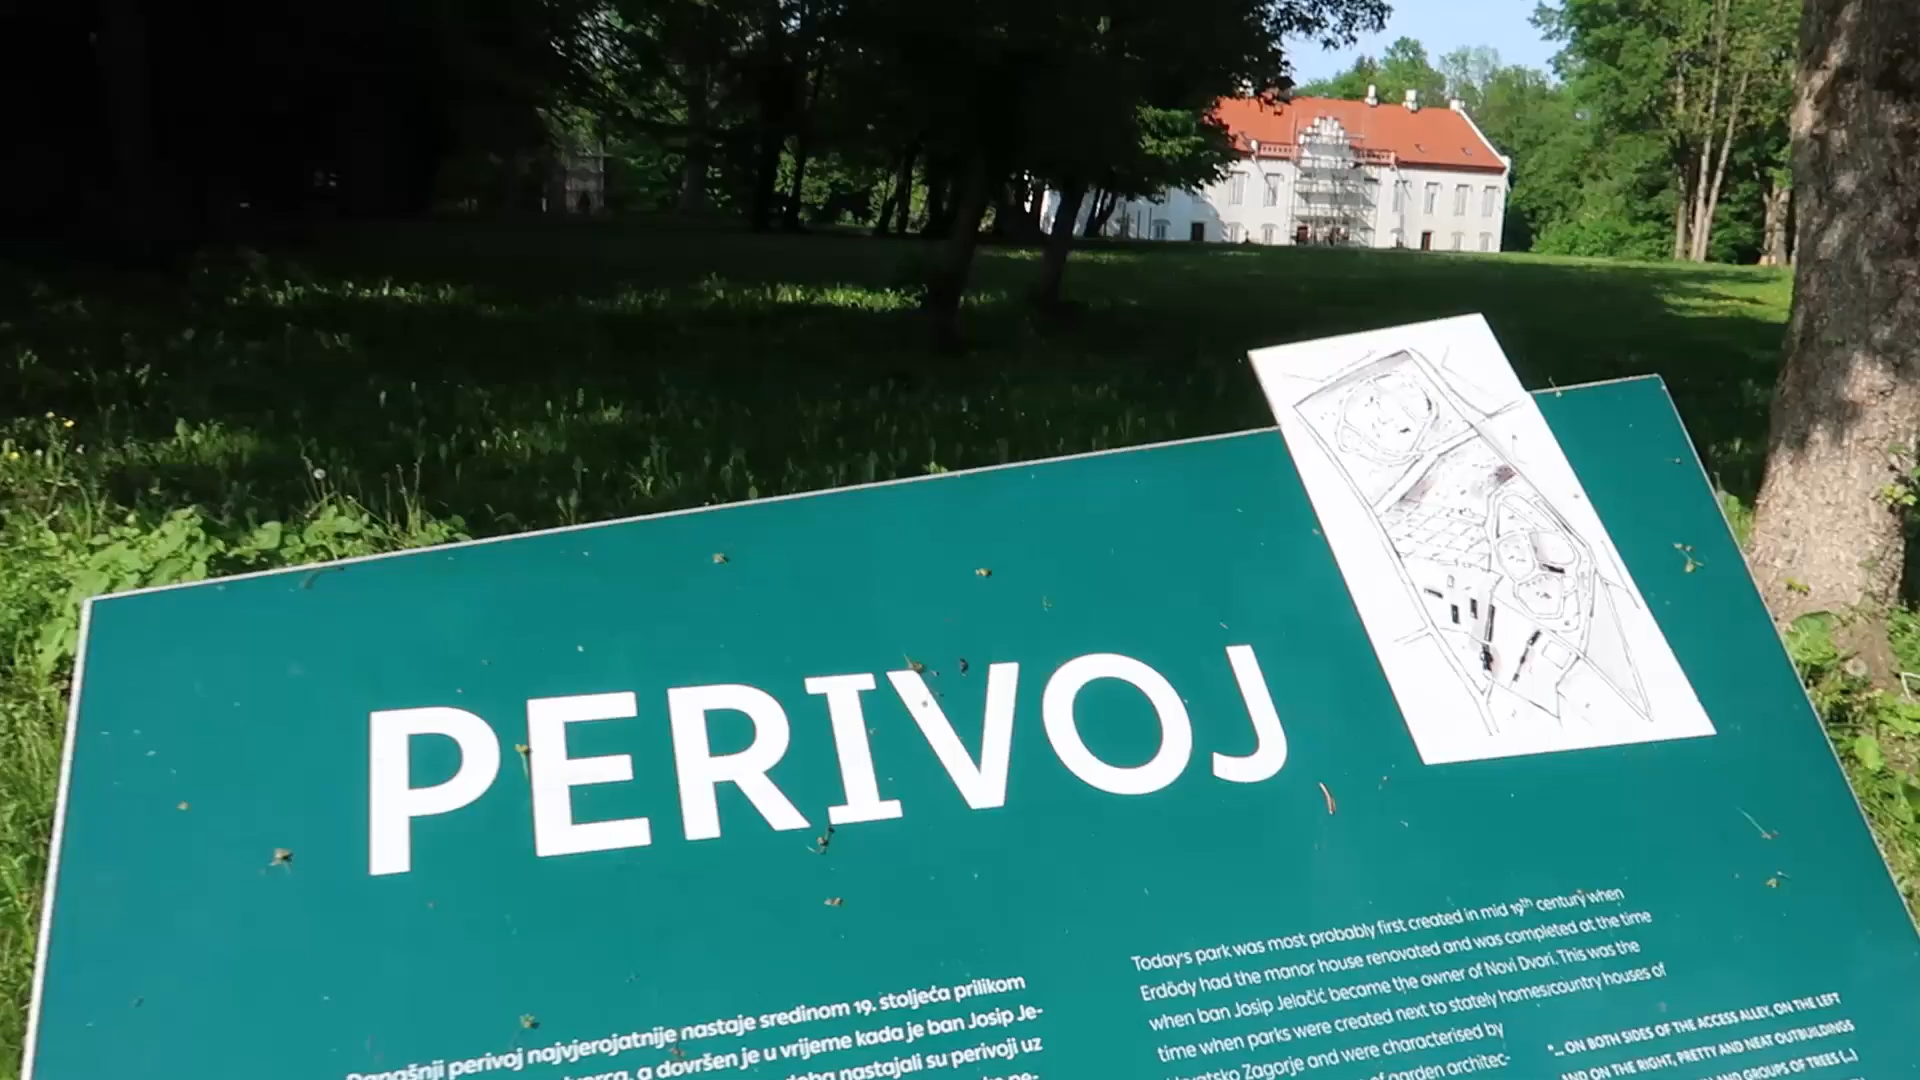 PERIVOJ
Današnji perivoj najvjerojatnije nastaje sredinom 19. stoljeća prilikom
a dovršen je u vrijeme kada je ban Josip Je-
nastajali su perivoji uz
Today's park was most probably first created in mid 19th century when
Erdödy had the manor house renovated and was completed at the time
when ban Josip Jelačić became the owner of Novi Dvori. This was the
time when parks were created next to stately homes/country houses of
Zagorje and were characterised by
of garden architec-
"... ON BOTH SIDES OF THE ACCESS ALLEY, ON THE LEFT
AND ON THE RIGHT, PRETTY AND NEAT OUTBUILDINGS
AND GROUPS OF TREES (...)